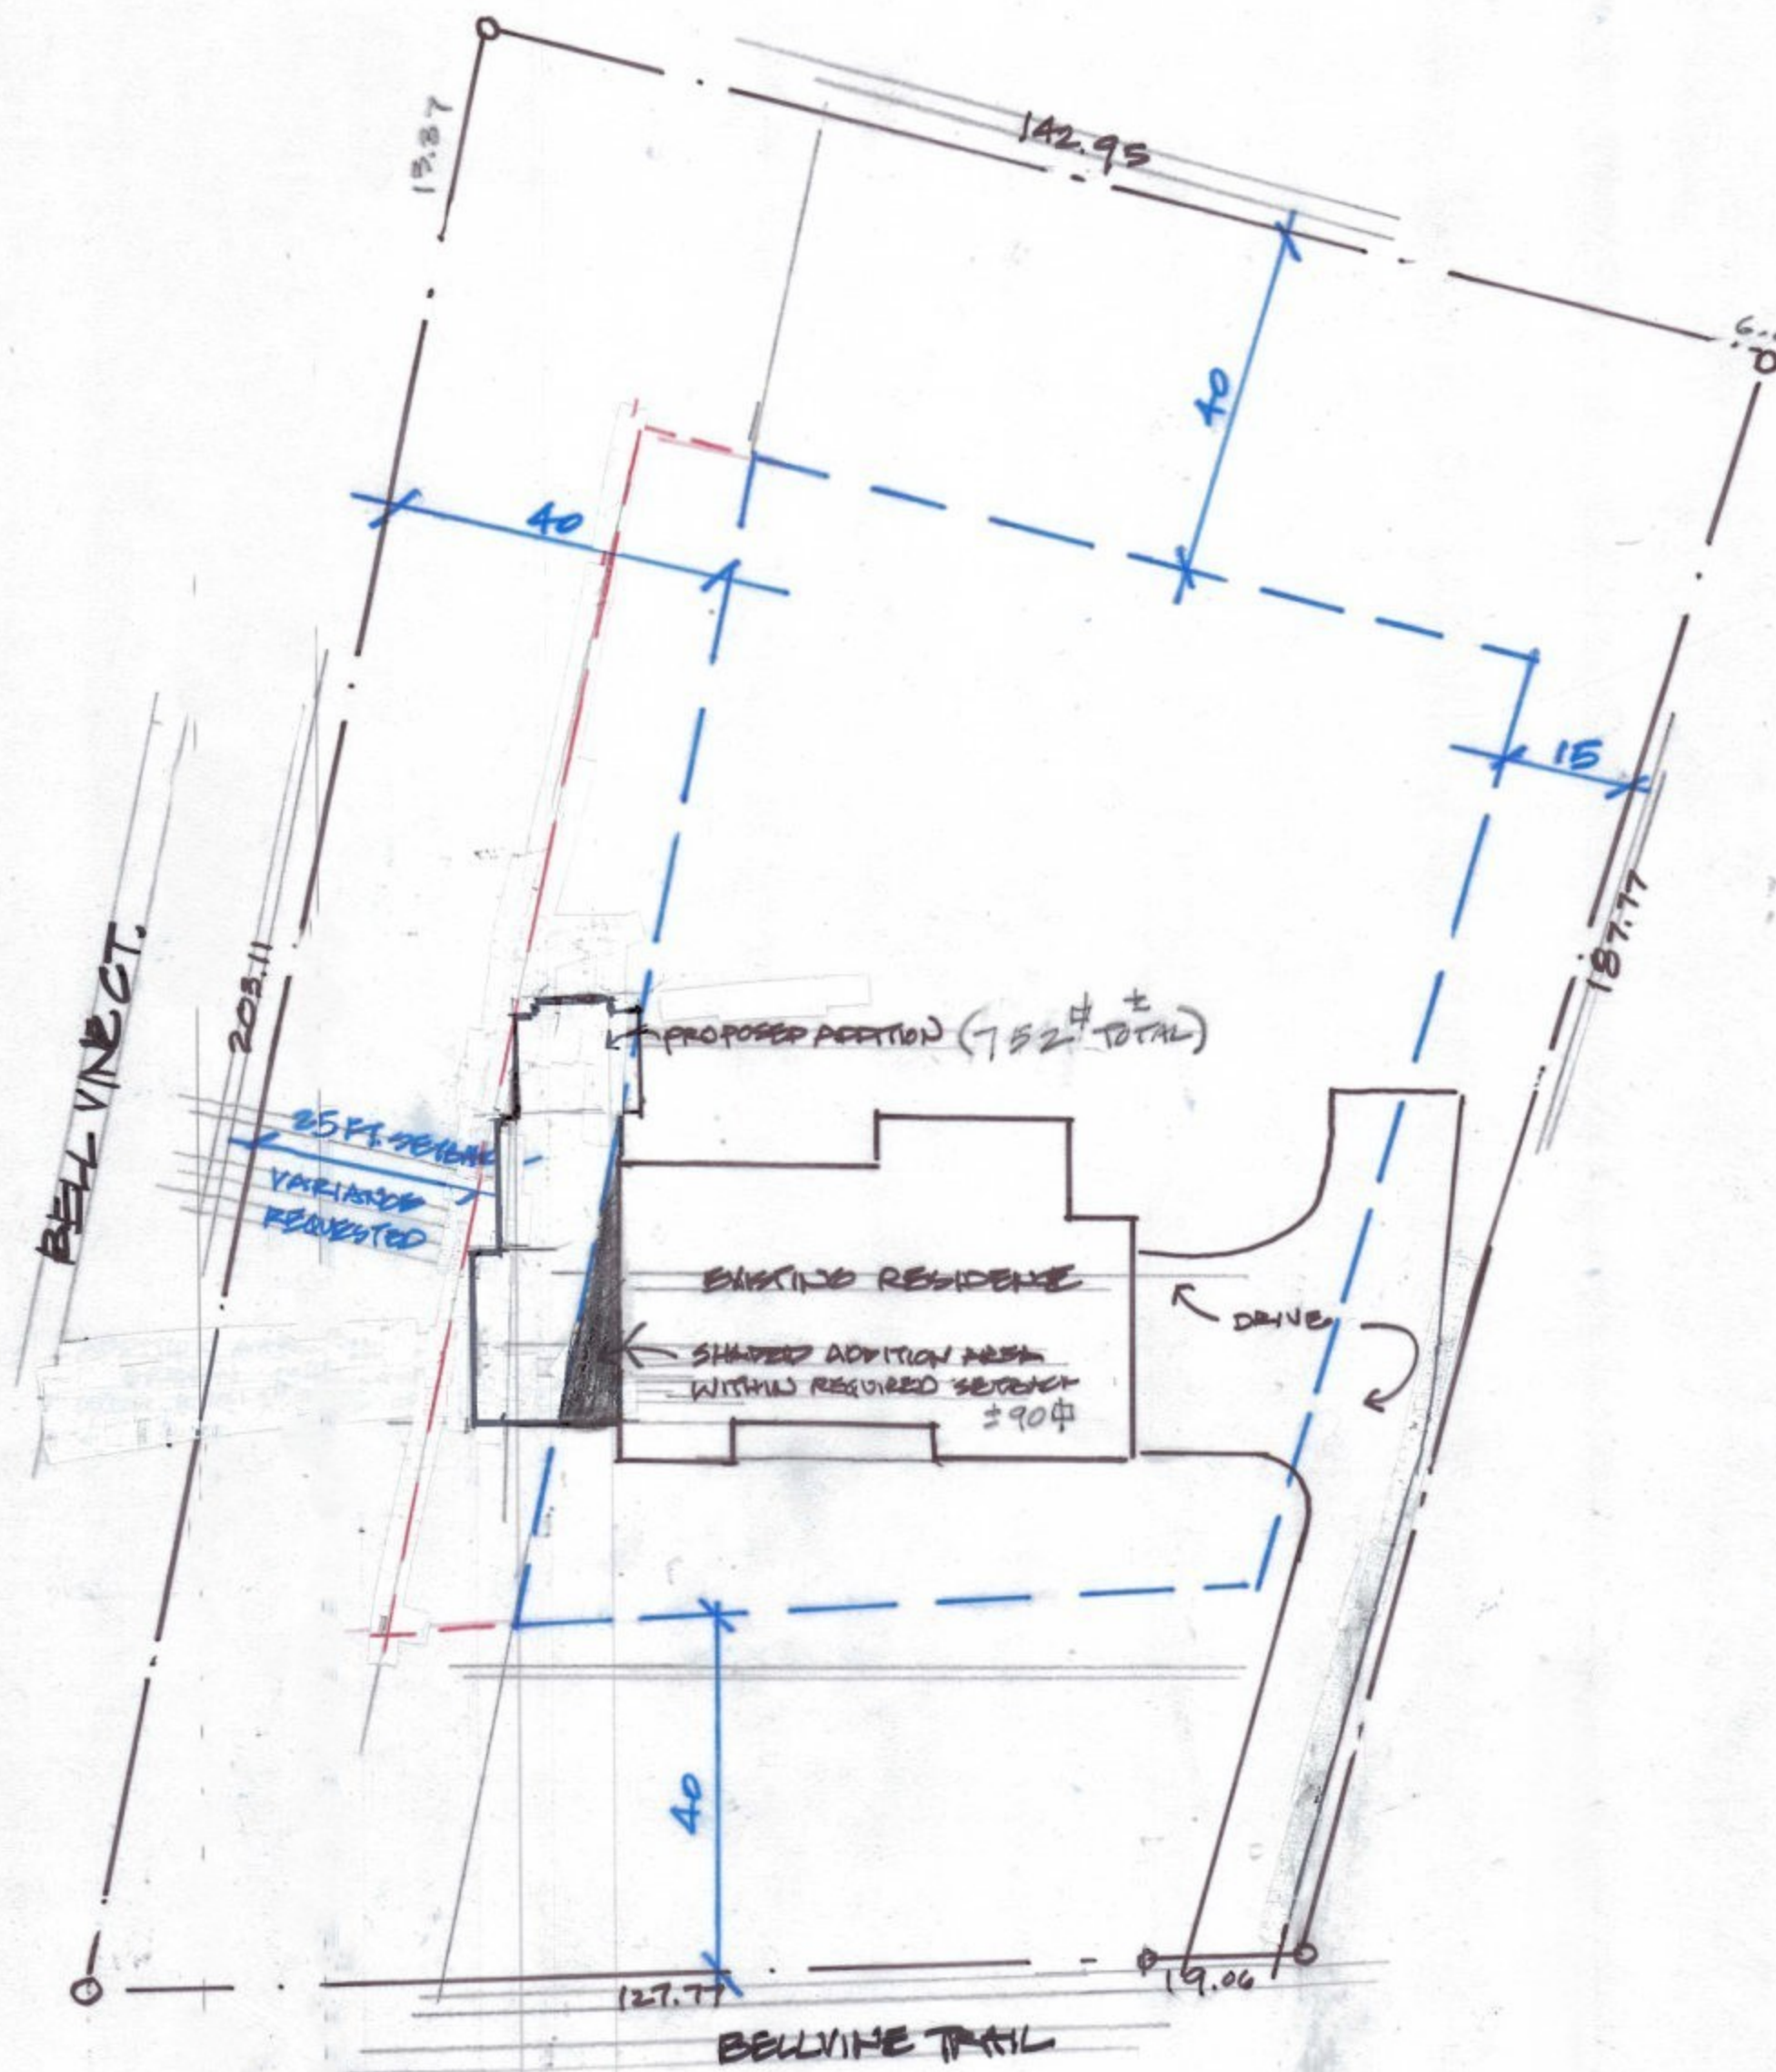 142.95
13.37
40
40
15
BELL VINE CT.
203.11
187.77
PROPOSED ADDITION (752⌗ ± TOTAL)
25 FT. SETBACK
VARIANCE
REQUESTED
EXISTING RESIDENCE
DRIVE
SHADED ADDITION AREA
WITHIN REQUIRED SETBACK
±90⌗
40
127.77
19.06
BELLVINE TRAIL